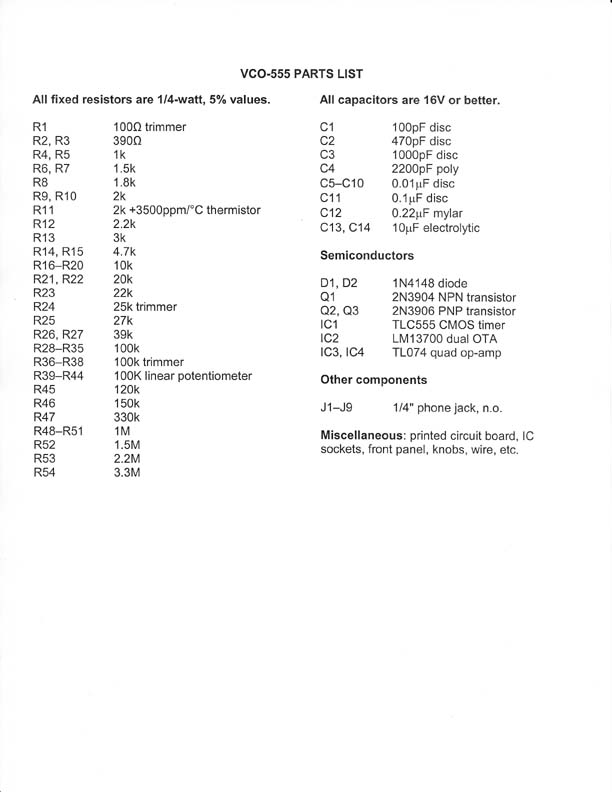 VCO-555 PARTS LIST
All fixed resistors are 1/4-watt, 5% values.
R1 100Ω trimmer
R2, R3 390Ω
R4, R5 1k
R6, R7 1.5k
R8 1.8k
R9, R10 2k
R11 2k +3500ppm/°C thermistor
R12 2.2k
R13 3k
R14, R15 4.7k
R16–R20 10k
R21, R22 20k
R23 22k
R24 25k trimmer
R25 27k
R26, R27 39k
R28–R35 100k
R36–R38 100k trimmer
R39–R44 100K linear potentiometer
R45 120k
R46 150k
R47 330k
R48–R51 1M
R52 1.5M
R53 2.2M
R54 3.3M
All capacitors are 16V or better.
C1 100pF disc
C2 470pF disc
C3 1000pF disc
C4 2200pF poly
C5–C10 0.01µF disc
C11 0.1µF disc
C12 0.22µF mylar
C13, C14 10µF electrolytic
Semiconductors
D1, D2 1N4148 diode
Q1 2N3904 NPN transistor
Q2, Q3 2N3906 PNP transistor
IC1 TLC555 CMOS timer
IC2 LM13700 dual OTA
IC3, IC4 TL074 quad op-amp
Other components
J1–J9 1/4" phone jack, n.o.
Miscellaneous: printed circuit board, IC
sockets, front panel, knobs, wire, etc.